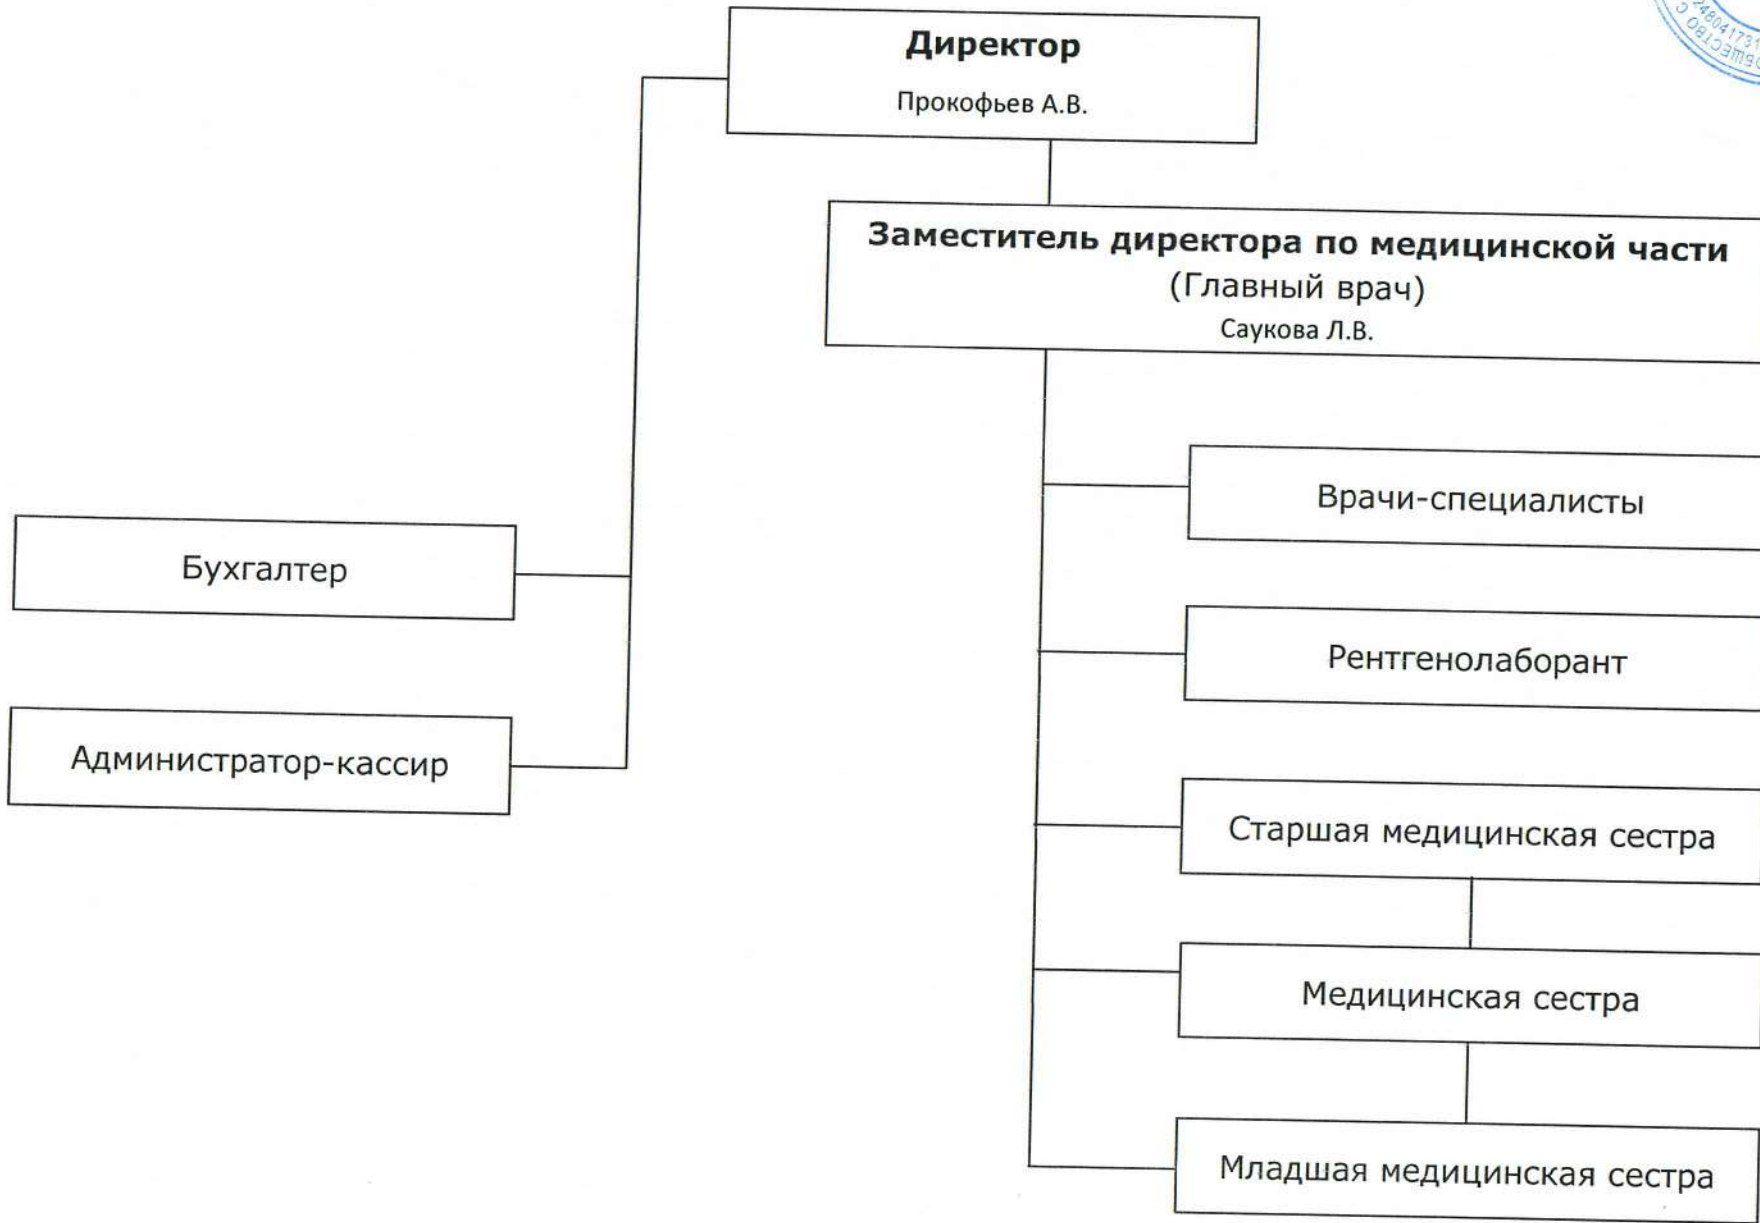 Директор
Прокофьев А.В.
Заместитель директора по медицинской части
(Главный врач)
Саукова Л.В.
Врачи-специалисты
Бухгалтер
Рентгенолаборант
Администратор-кассир
Старшая медицинская сестра
Медицинская сестра
Младшая медицинская сестра